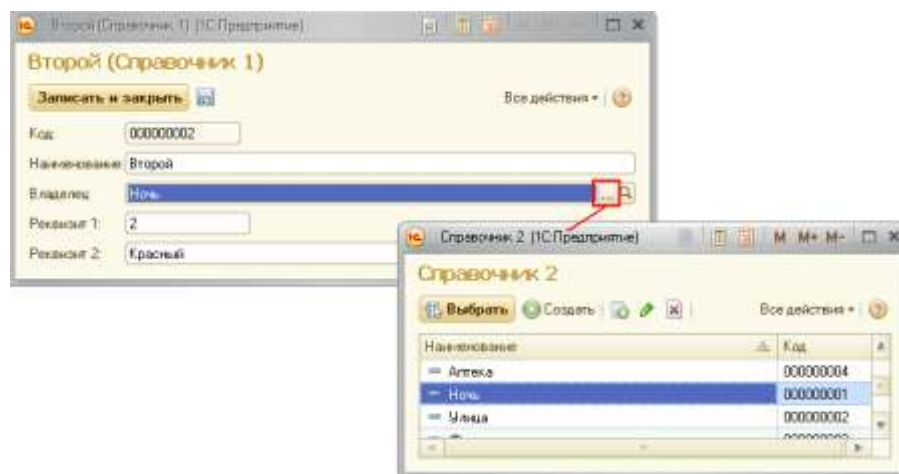 Второй (Справочник 1) (1С:Предприятие)
Второй (Справочник 1)
Записать и закрыть
Все действия
Код:
000000002
Наименование:
Второй
Владелец:
Ночь
...
Реквизит 1:
2
Реквизит 2:
Красный
Справочник 2 (1С:Предприятие)
M M+ M-
Справочник 2
Выбрать
Создать
Все действия
Наименование
Код
Аптека
000000004
Ночь
000000001
Улица
000000002